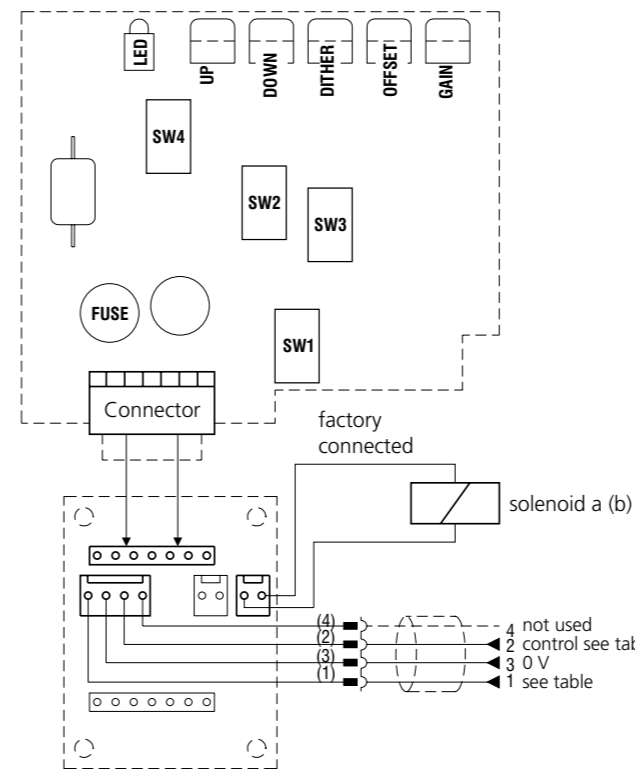 LED
UP
DOWN
DITHER
OFFSET
GAIN
SW4
SW2
SW3
FUSE
SW1
Connector
factory
connected
solenoid a (b)
(4)
4 not used
(2)
2 control see
(3)
3 0 V
(1)
1 see table